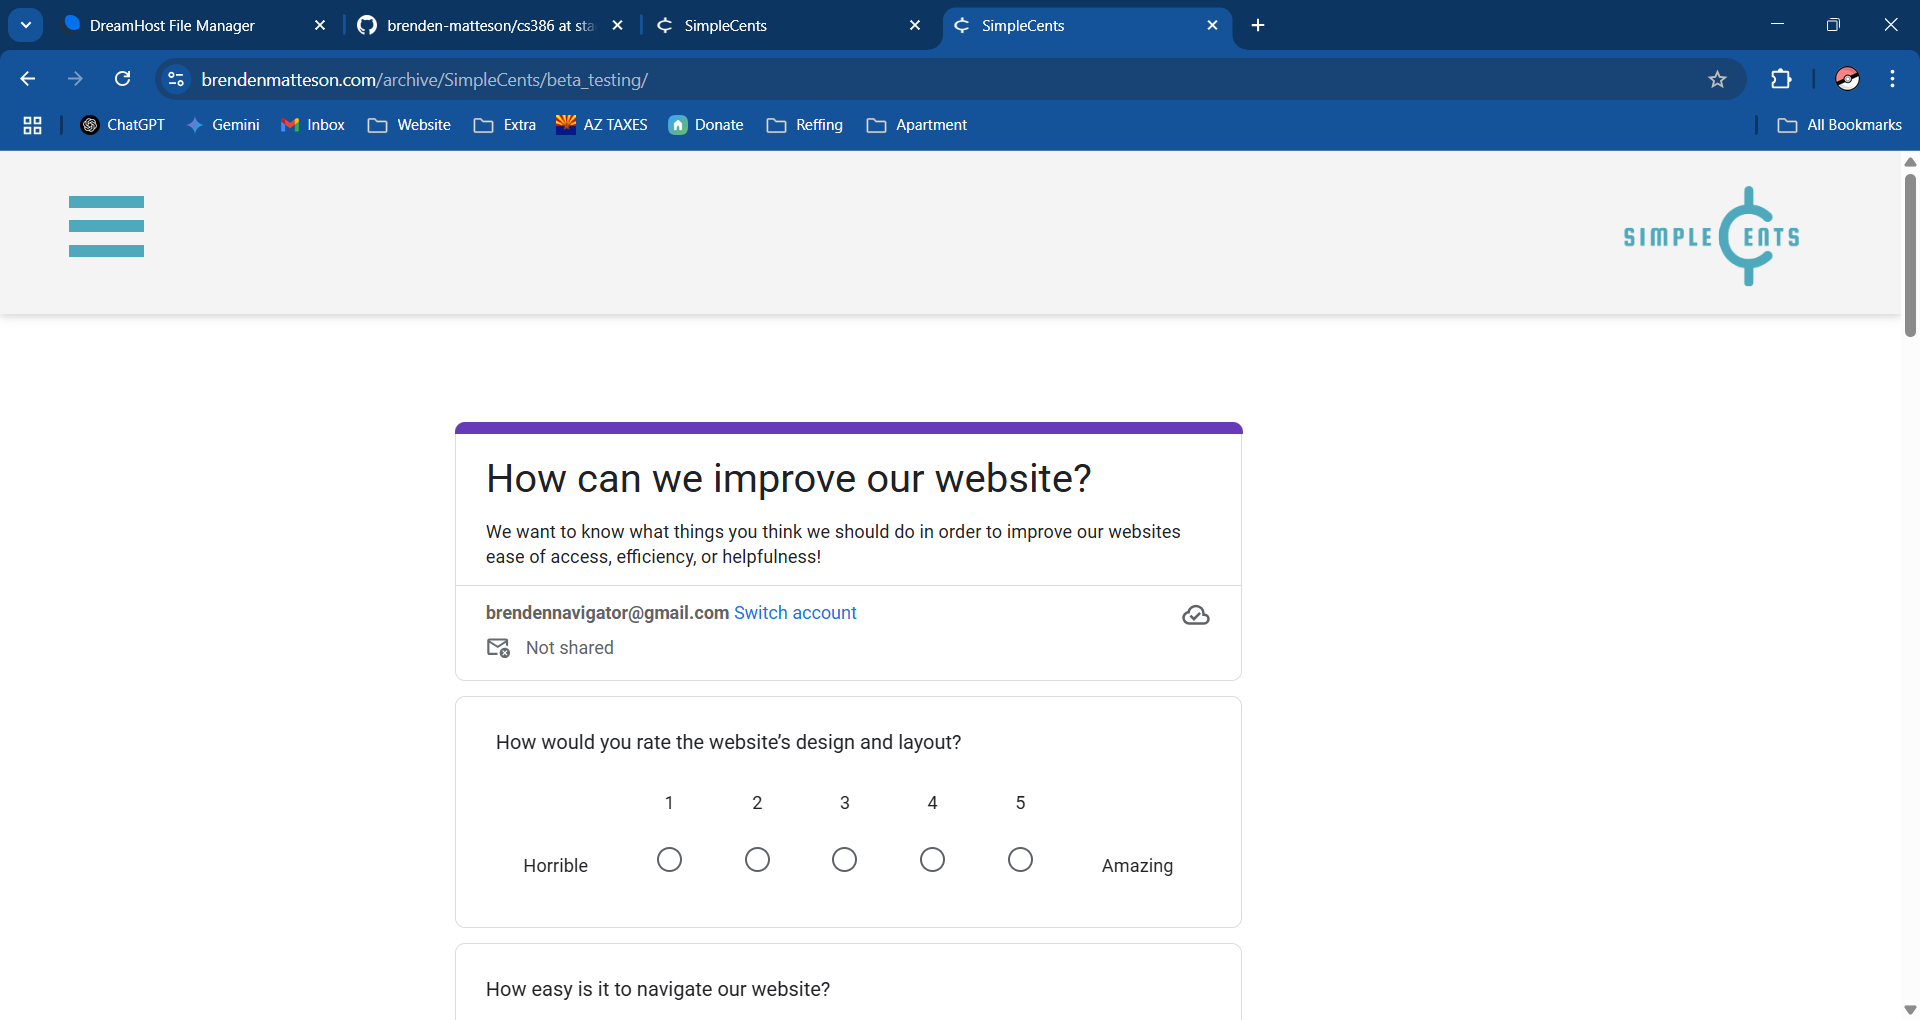 DreamHost File Manager
brenden-matteson/cs386 at sta
SimpleCents
SimpleCents
brendenmatteson.com/archive/SimpleCents/beta_testing/
ChatGPT
Gemini
Inbox
Website
Extra
AZ TAXES
Donate
Reffing
Apartment
All Bookmarks
SIMPLE CENTS
How can we improve our website?
We want to know what things you think we should do in order to improve our websites
ease of access, efficiency, or helpfulness!
brendennavigator@gmail.com Switch account
Not shared
How would you rate the website’s design and layout?
1 2 3 4 5
Horrible Amazing
How easy is it to navigate our website?